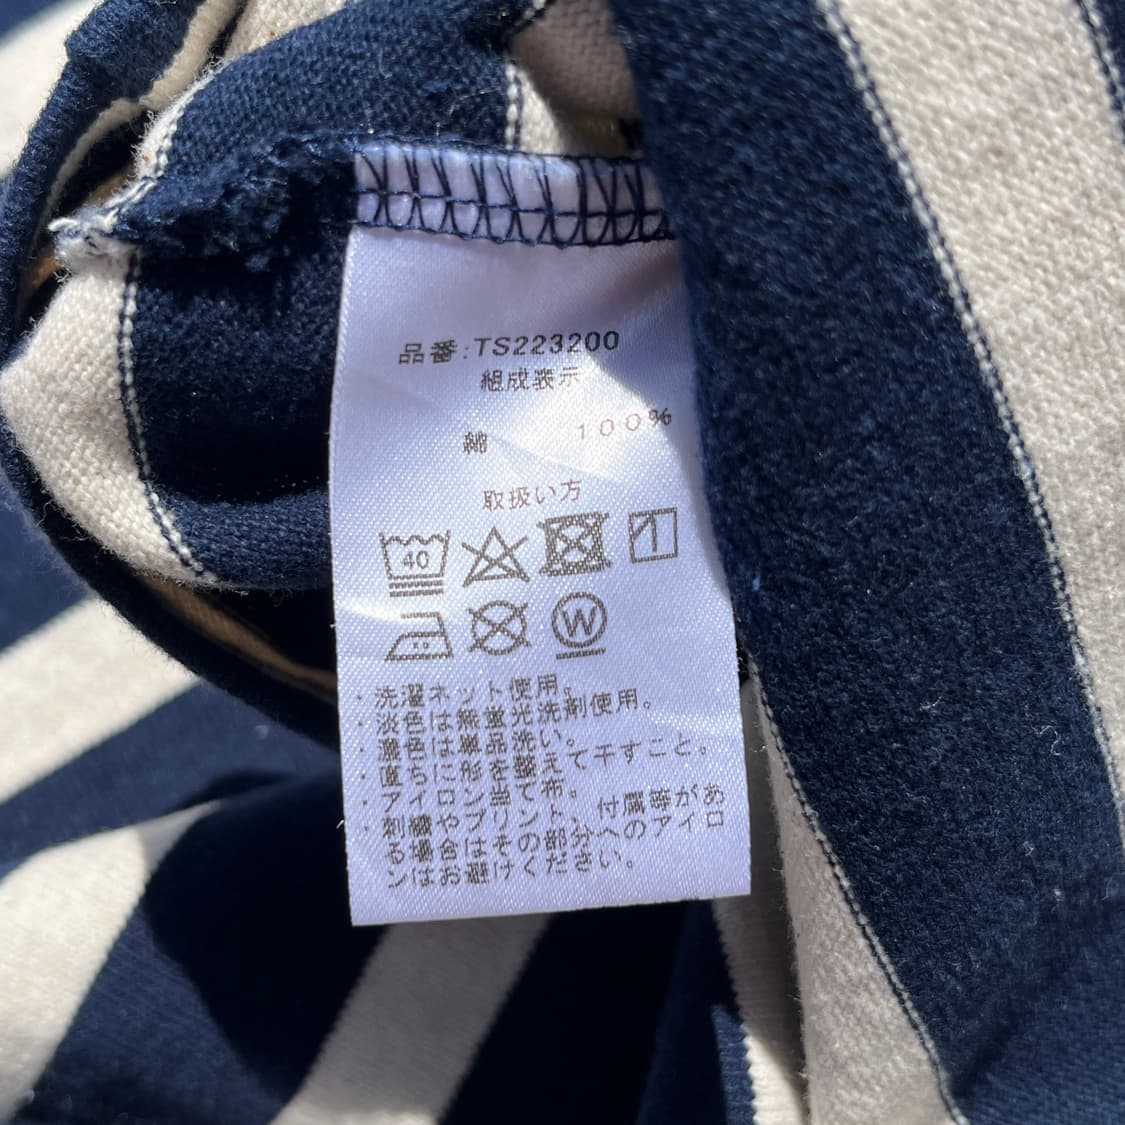 品番:TS223200
組成表示
綿 100%
取扱い方
40
W
・洗濯ネット使用。
・淡色は無蛍光洗剤使用。
・濃色は単品洗い。
・直ちに形を整えて干すこと。
・アイロン当て布。
・刺繍やプリント、付属等があ
る場合はその部分へのアイロ
ンはお避けください。